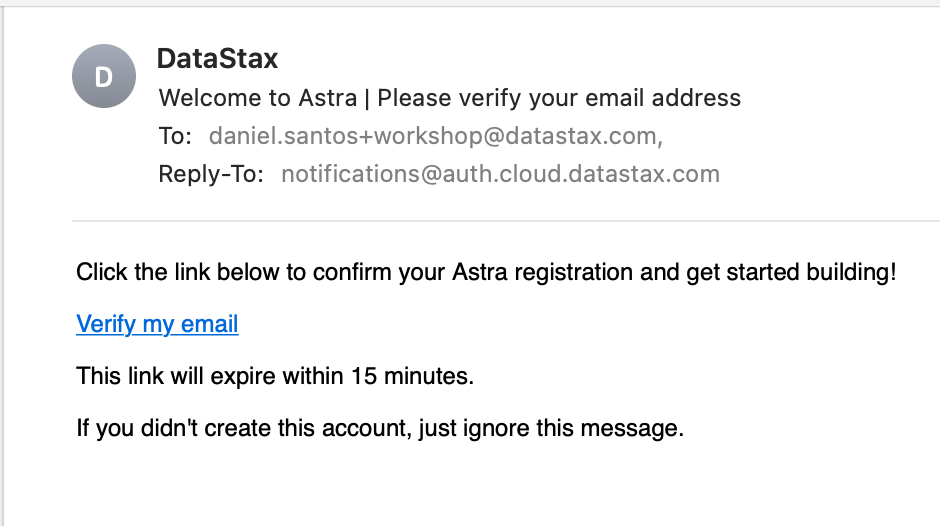 D
DataStax
Welcome to Astra | Please verify your email address
To: daniel.santos+workshop@datastax.com,
Reply-To: notifications@auth.cloud.datastax.com
Click the link below to confirm your Astra registration and get started building!
Verify my email
This link will expire within 15 minutes.
If you didn't create this account, just ignore this message.